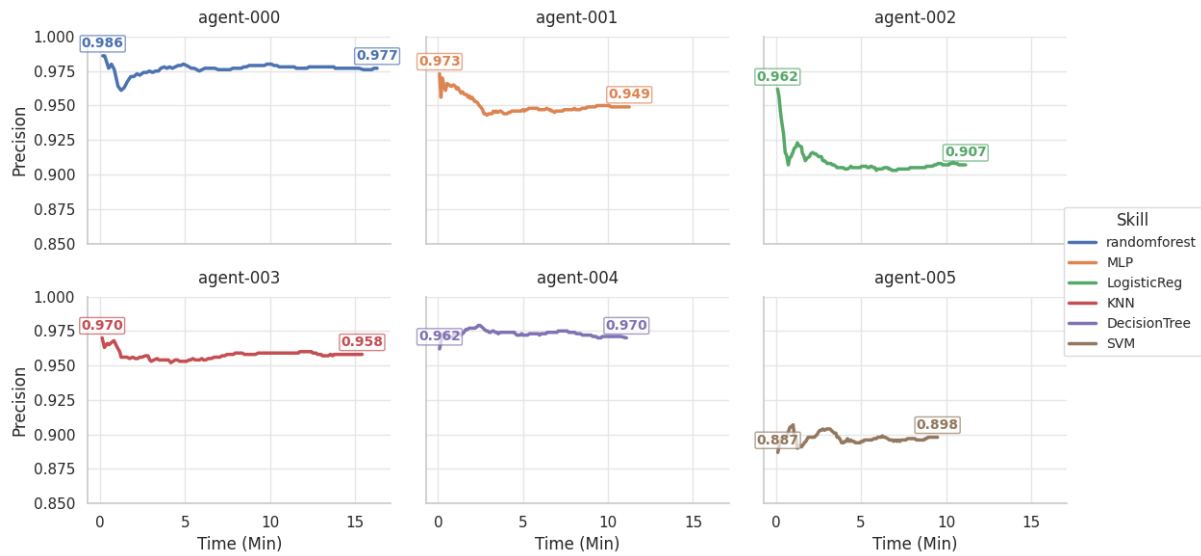 agent-000
agent-001
agent-002
1.000
0.975
0.950
0.925
0.900
0.875
0.850
Precision
0.986
0.977
0.973
0.949
0.962
0.907
Skill
randomforest
MLP
LogisticReg
KNN
DecisionTree
SVM
agent-003
agent-004
agent-005
1.000
0.975
0.950
0.925
0.900
0.875
0.850
Precision
0.970
0.958
0.962
0.970
0.887
0.898
0 5 10 15
0 5 10 15
0 5 10 15
Time (Min)
Time (Min)
Time (Min)